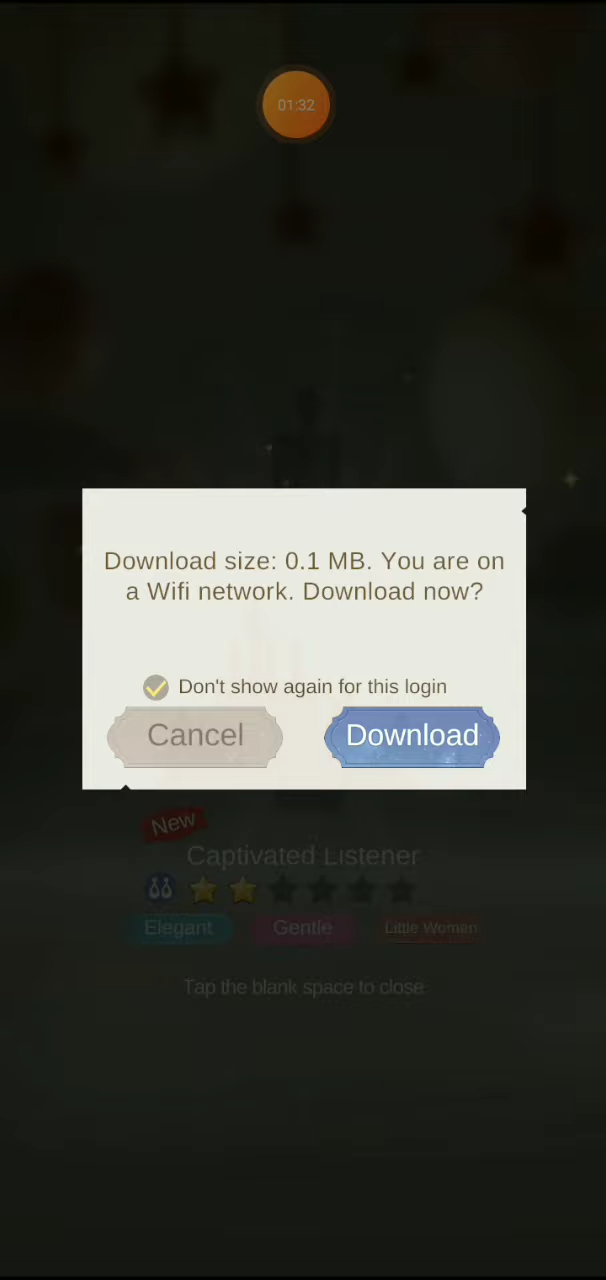 01:32
Download size: 0.1 MB. You are on
a Wifi network. Download now?
Don't show again for this login
Cancel
Download
New
Captivated Listener
Elegant
Gentle
Little Women
Tap the blank space to close